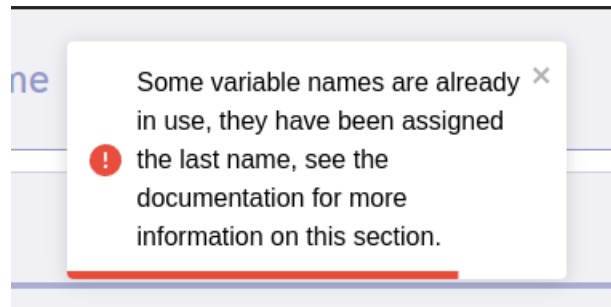 me
Some variable names are already
in use, they have been assigned
the last name, see the
documentation for more
information on this section.